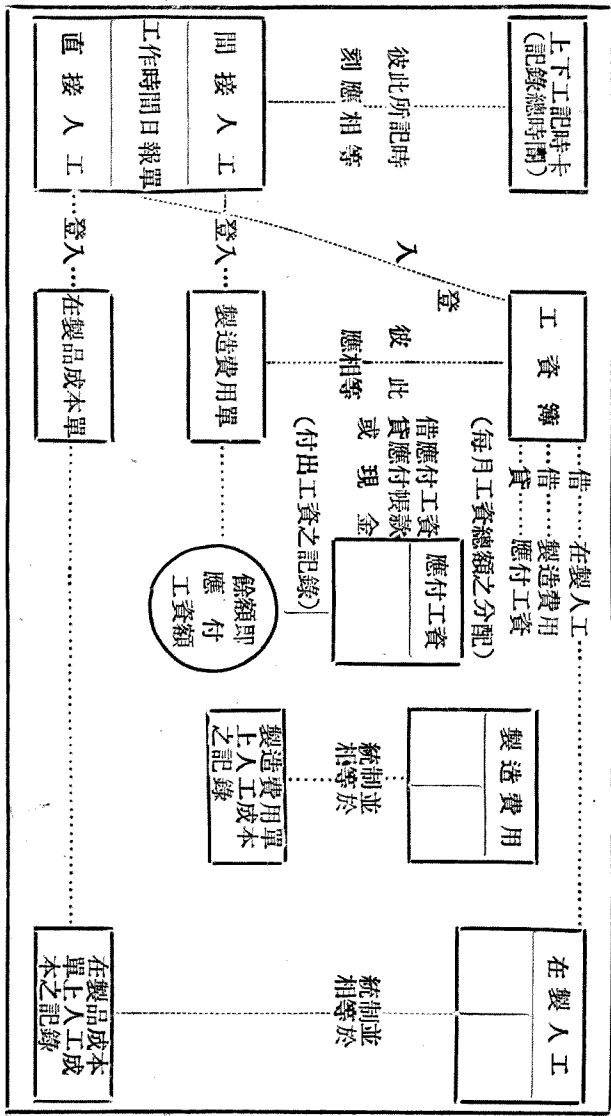 上下工記時卡
(記錄總時間)
彼此所記時
刻應相等
間接人工
工作時間日報單
直接人工
登入
登入
登入
工資簿
彼此
應相等
製造費用單
在製品成本單
借 在製人工
借 製造費用
貸 應付工資
(每月工資總額之分配)
應付工資
借應付工資
貸應付帳款
或現金
(付出工資之記錄)
餘額即
應付
工資額
製造費用
統制並
相等於
製造費用單
上人工成本
之記錄
在製人工
統制並
相等於
在製品成本
單上人工成
本之記錄